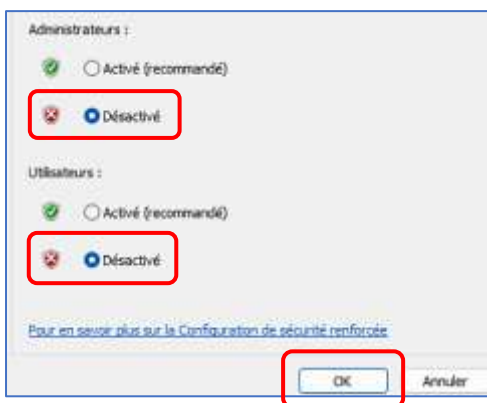 Administrateurs :
Activé (recommandé)
Désactivé
Utilisateurs :
Activé (recommandé)
Désactivé
Pour en savoir plus sur la Configuration de sécurité renforcée
OK
Annuler